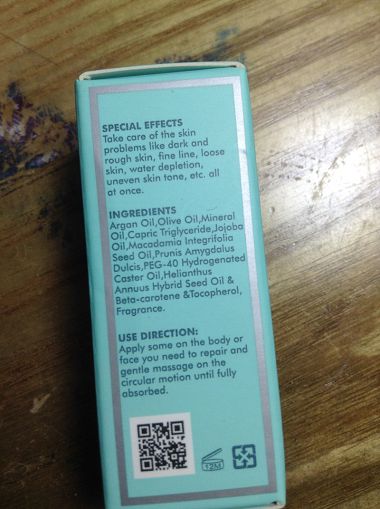 SPECIAL EFFECTS
Take care of the skin
problems like dark and
rough skin, fine line, loose
skin, water depletion,
uneven skin tone, etc. all
at once.
INGREDIENTS
Argan Oil,Olive Oil,Mineral
Oil,Capric Triglyceride,Jojoba
Oil,Macadamia Integrifolia
Seed Oil,Prunis Amygdalus
Dulcis,PEG-40 Hydrogenated
Caster Oil,Helianthus
Annuus Hybrid Seed Oil &
Beta-carotene &Tocopherol,
Fragrance.
USE DIRECTION:
Apply some on the body or
face you need to repair and
gentle massage on the
circular motion until fully
absorbed.
12M